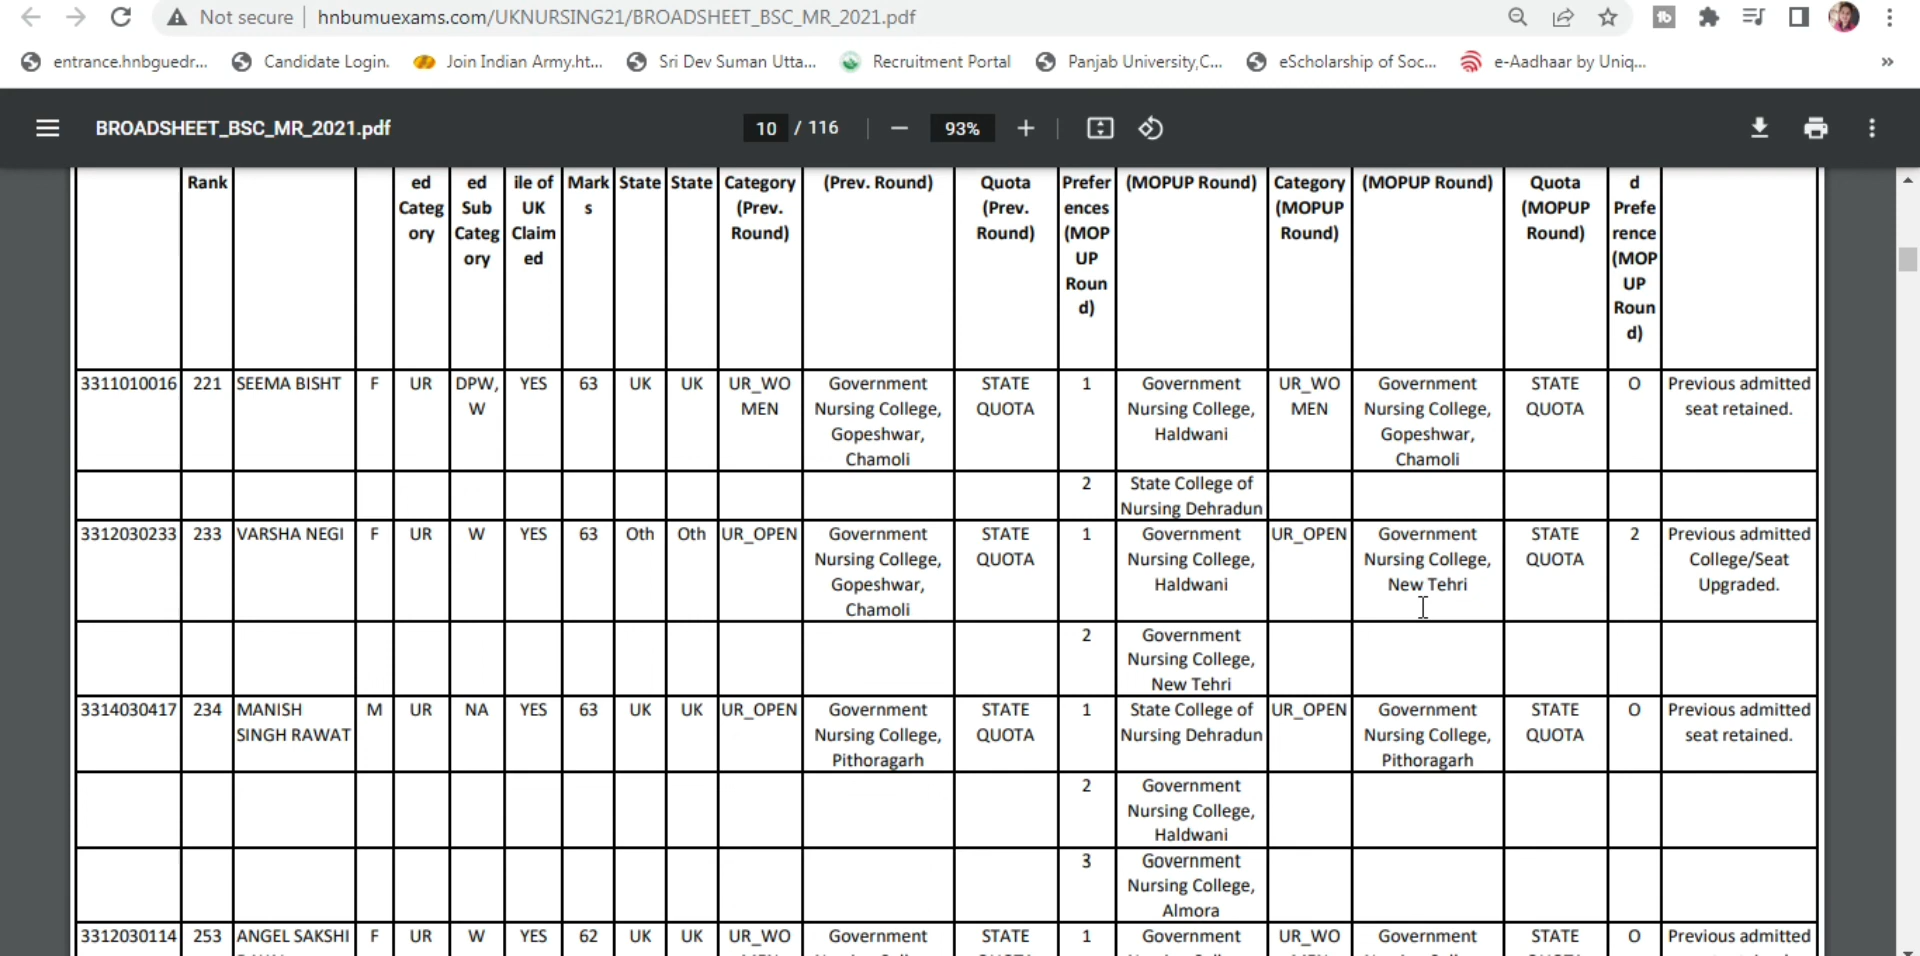 Not secure | hnbumuexams.com/UKNURSING21/BROADSHEET_BSC_MR_2021.pdf
entrance.hnbguedr... Candidate Login. Join Indian Army.ht... Sri Dev Suman Utta... Recruitment Portal Panjab University,C... eScholarship of Soc... e-Aadhaar by Uniq... »
BROADSHEET_BSC_MR_2021.pdf 10 / 116 93%
Rank ed ed ile of Mark State State Category (Prev. Round) Quota Prefer (MOPUP Round) Category (MOPUP Round) Quota d
Categ Sub UK s (Prev. (Prev. ences (MOPUP (MOPUP Prefe
ory Categ Claim Round) Round) (MOP Round) Round) rence
ory ed UP (MOP
Roun UP
d) Roun
d)
3311010016 221 SEEMA BISHT F UR DPW, YES 63 UK UK UR_WO Government STATE 1 Government UR_WO Government STATE O Previous admitted
W MEN Nursing College, QUOTA Nursing College, MEN Nursing College, QUOTA seat retained.
Gopeshwar, Haldwani Gopeshwar,
Chamoli Chamoli
2 State College of
Nursing Dehradun
3312030233 233 VARSHA NEGI F UR W YES 63 Oth Oth UR_OPEN Government STATE 1 Government UR_OPEN Government STATE 2 Previous admitted
Nursing College, QUOTA Nursing College, Nursing College, QUOTA College/Seat
Gopeshwar, Haldwani New Tehri Upgraded.
Chamoli
2 Government
Nursing College,
New Tehri
3314030417 234 MANISH M UR NA YES 63 UK UK UR_OPEN Government STATE 1 State College of UR_OPEN Government STATE O Previous admitted
SINGH RAWAT Nursing College, QUOTA Nursing Dehradun Nursing College, QUOTA seat retained.
Pithoragarh Pithoragarh
2 Government
Nursing College,
Haldwani
3 Government
Nursing College,
Almora
3312030114 253 ANGEL SAKSHI F UR W YES 62 UK UK UR_WO Government STATE 1 Government UR_WO Government STATE O Previous admitted